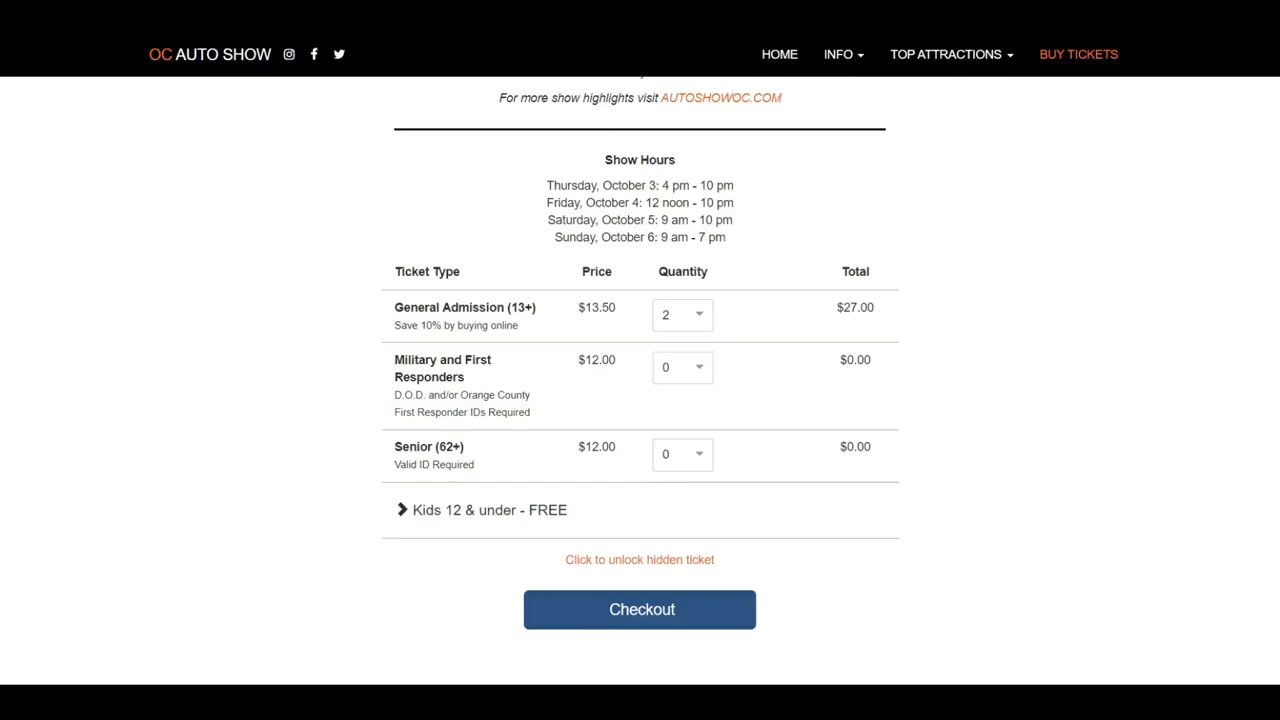 OC AUTO SHOW HOME INFO TOP ATTRACTIONS BUY TICKETS
For more show highlights visit AUTOSHOWOC.COM
Show Hours
Thursday, October 3: 4 pm - 10 pm
Friday, October 4: 12 noon - 10 pm
Saturday, October 5: 9 am - 10 pm
Sunday, October 6: 9 am - 7 pm
Ticket Type Price Quantity Total
General Admission (13+) $13.50 2 $27.00
Save 10% by buying online
Military and First $12.00 0 $0.00
Responders
D.O.D. and/or Orange County
First Responder IDs Required
Senior (62+) $12.00 0 $0.00
Valid ID Required
Kids 12 & under - FREE
Click to unlock hidden ticket
Checkout